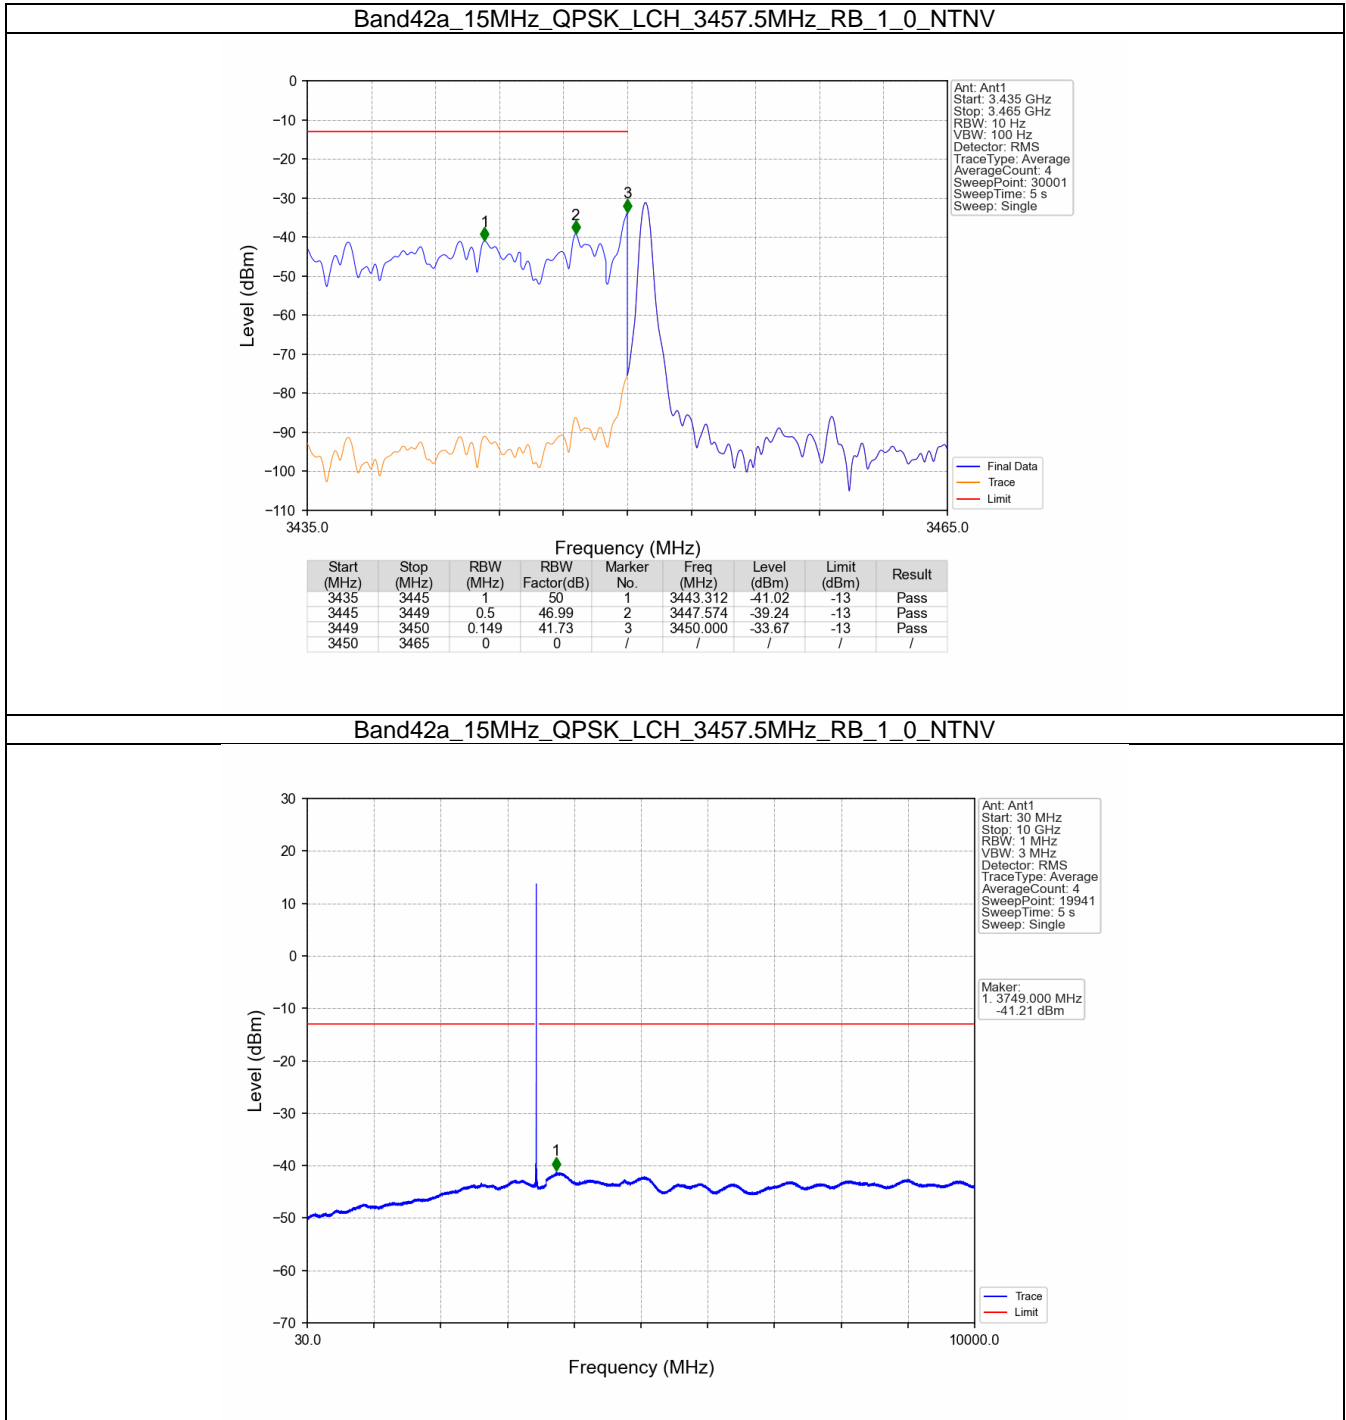 Band42a_15MHz_QPSK_LCH_3457.5MHz_RB_1_0_NTNV
0
−10
−20
−30
−40
−50
−60
−70
−80
−90
−100
−110
Level (dBm)
1
2
3
3435.0
3465.0
Frequency (MHz)
Ant: Ant1
Start: 3.435 GHz
Stop: 3.465 GHz
RBW: 10 Hz
VBW: 100 Hz
Detector: RMS
TraceType: Average
AverageCount: 4
SweepPoint: 30001
SweepTime: 5 s
Sweep: Single
Final Data
Trace
Limit
Start (MHz) Stop (MHz) RBW (MHz) RBW Factor(dB) Marker No. Freq (MHz) Level (dBm) Limit (dBm) Result
3435 3445 1 50 1 3443.312 -41.02 -13 Pass
3445 3449 0.5 46.99 2 3447.574 -39.24 -13 Pass
3449 3450 0.149 41.73 3 3450.000 -33.67 -13 Pass
3450 3465 0 0 / / / / /
Band42a_15MHz_QPSK_LCH_3457.5MHz_RB_1_0_NTNV
30
20
10
0
−10
−20
−30
−40
−50
−60
−70
Level (dBm)
1
30.0
10000.0
Frequency (MHz)
Ant: Ant1
Start: 30 MHz
Stop: 10 GHz
RBW: 1 MHz
VBW: 3 MHz
Detector: RMS
TraceType: Average
AverageCount: 4
SweepPoint: 19941
SweepTime: 5 s
Sweep: Single
Maker:
1. 3749.000 MHz
-41.21 dBm
Trace
Limit